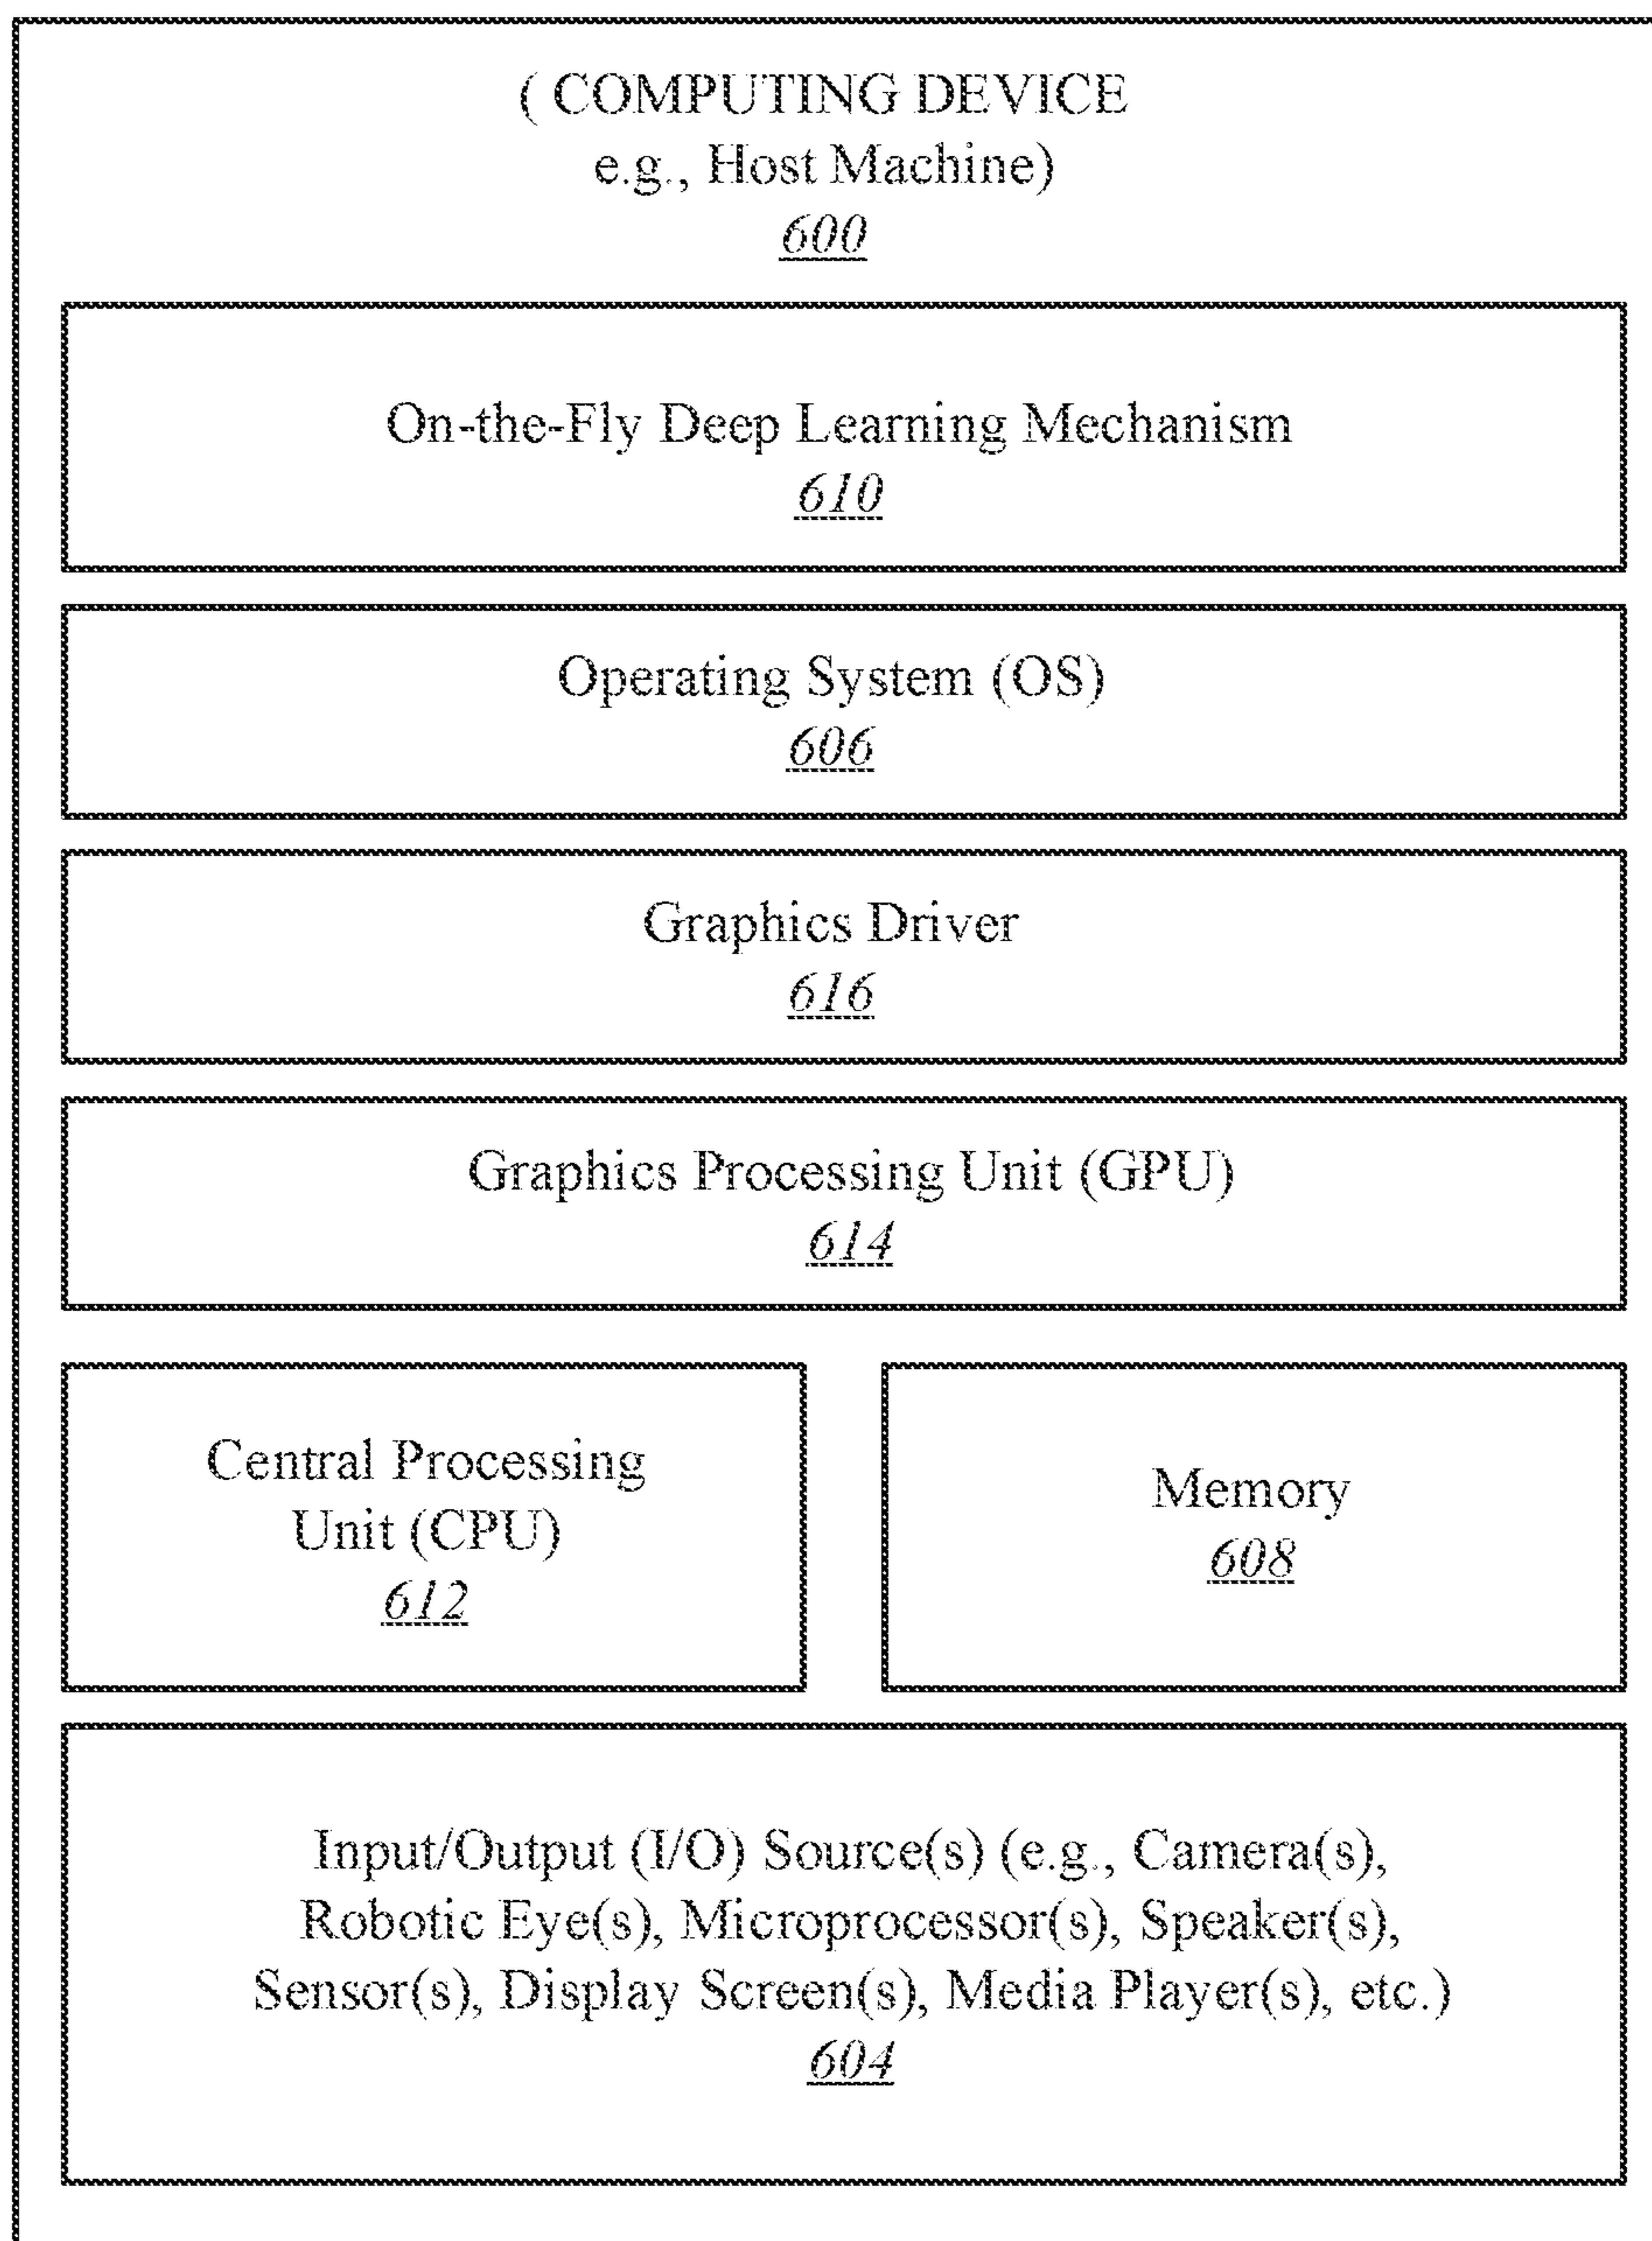 ( COMPUTING DEVICE
e.g., Host Machine)
600
On-the-Fly Deep Learning Mechanism
610
Operating System (OS)
606
Graphics Driver
616
Graphics Processing Unit (GPU)
614
Central Processing
Unit (CPU)
612
Memory
608
Input/Output (I/O) Source(s) (e.g., Camera(s),
Robotic Eye(s), Microprocessor(s), Speaker(s),
Sensor(s), Display Screen(s), Media Player(s), etc.)
604